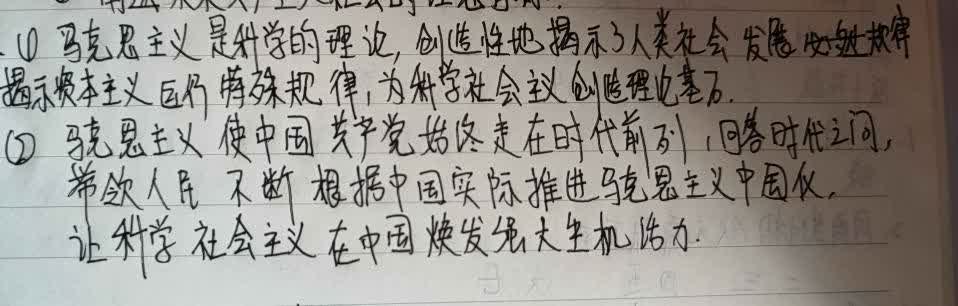 ① 马克思主义是科学的理论,创造性地揭示了人类社会发展规律
揭示资本主义运行特殊规律,为科学社会主义创造理论基石.
② 马克思主义使中国共产党始终走在时代前列,回答时代之问,
带领人民不断根据中国实际推进马克思主义中国化,
让科学社会主义在中国焕发强大生机活力.